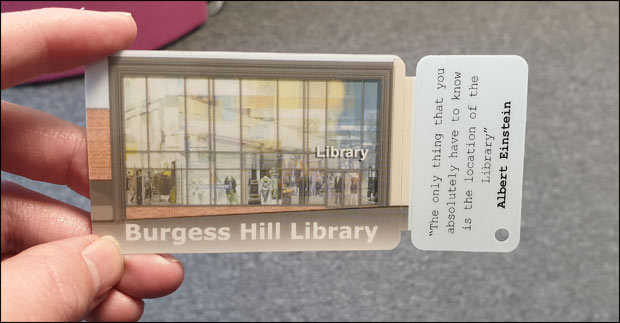 Library
Burgess Hill Library
"The only thing that you
absolutely have to know
is the location of the
Library"
Albert Einstein